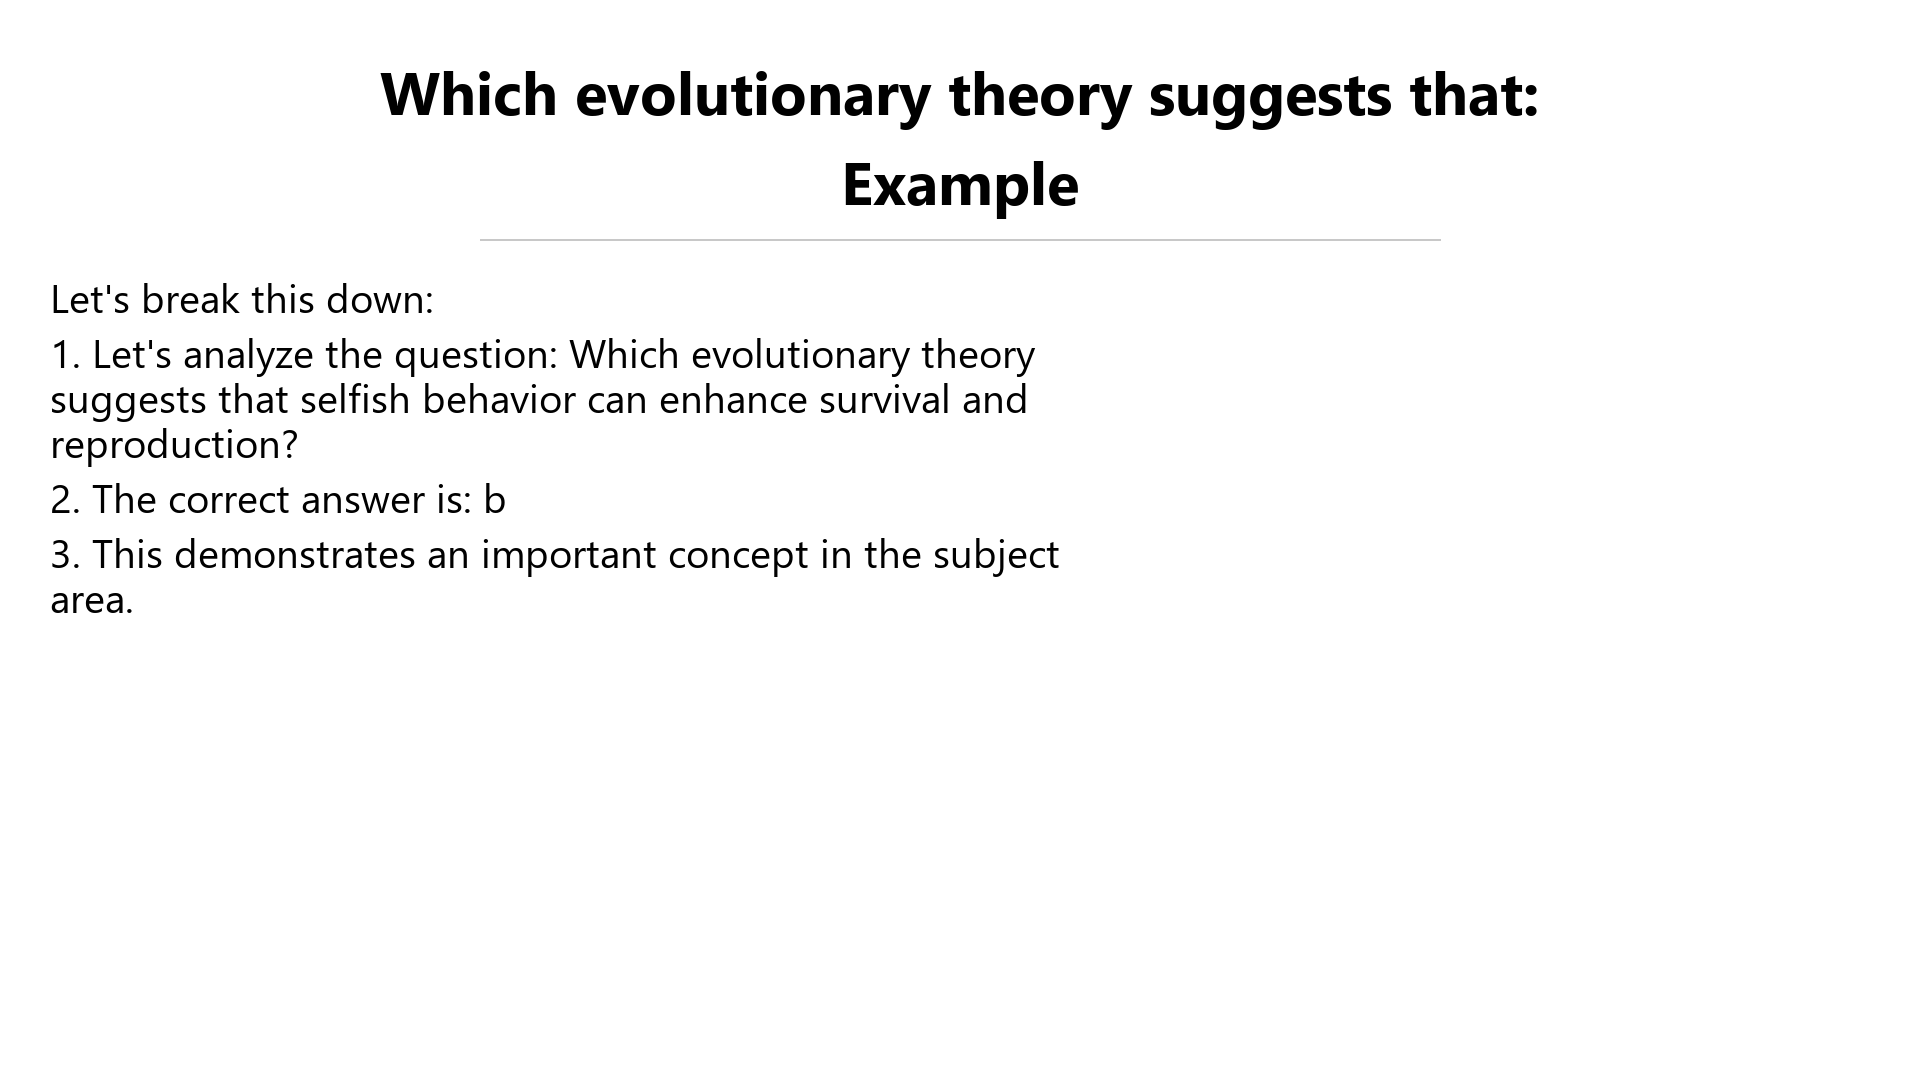 Which evolutionary theory suggests that:
Example
Let's break this down:
1. Let's analyze the question: Which evolutionary theory
suggests that selfish behavior can enhance survival and
reproduction?
2. The correct answer is: b
3. This demonstrates an important concept in the subject
area.